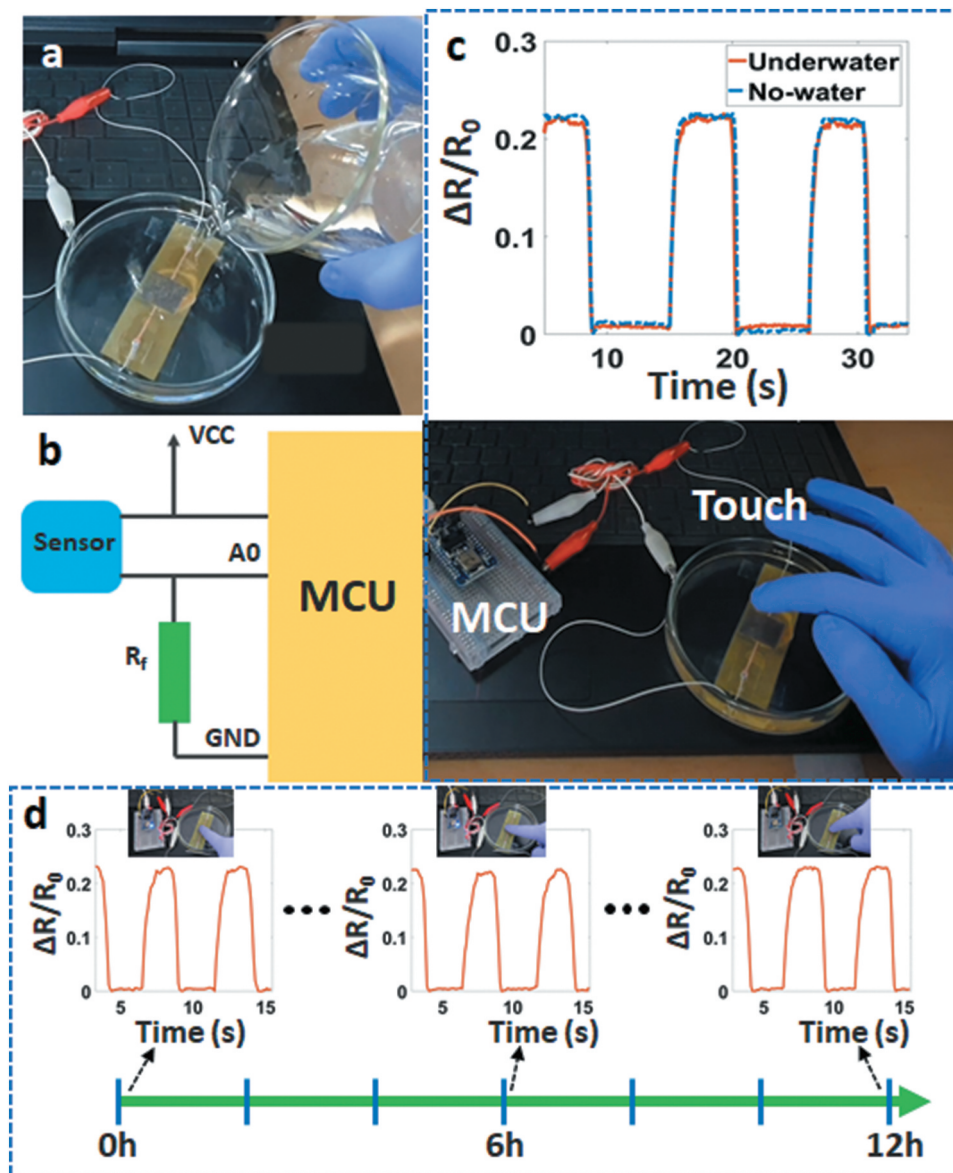 a
b
VCC
Sensor
A0
MCU
R_f
GND
c
0.3
Underwater
No-water
0.2
ΔR/R₀
0.1
0
10
20
30
Time (s)
Touch
MCU
d
0.3
0.2
0.1
0
ΔR/R₀
5
10
15
Time (s)
0.3
0.2
0.1
0
ΔR/R₀
5
10
15
Time (s)
0.3
0.2
0.1
0
ΔR/R₀
5
10
15
Time (s)
0h
6h
12h